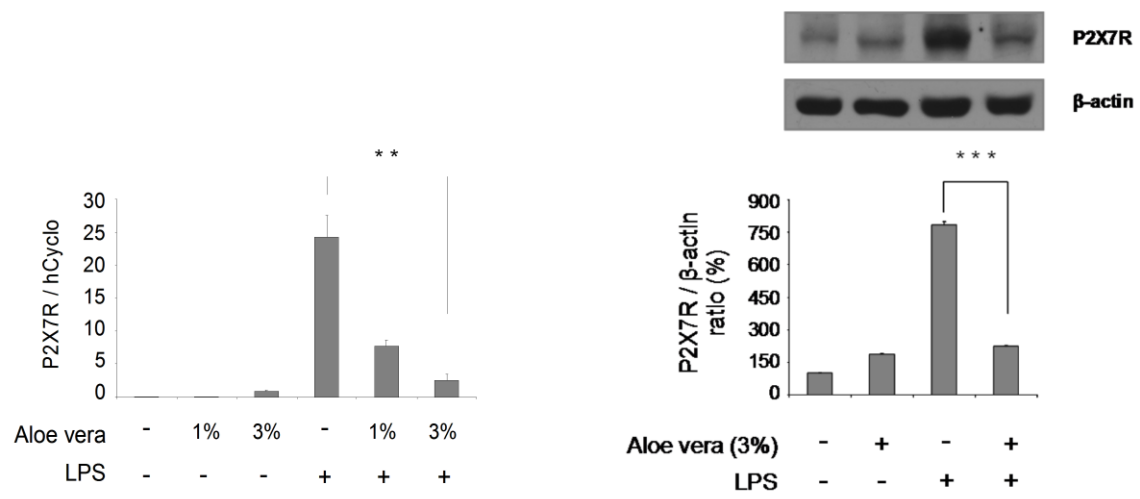 P2X7R
β-actin
* *
P2X7R / hCyclo
30
25
20
15
10
5
0
Aloe vera - 1% 3% - 1% 3%
LPS - - - + + +
* * *
P2X7R / β-actin
ratio (%)
900
750
600
450
300
150
0
Aloe vera (3%) - + - +
LPS - - + +